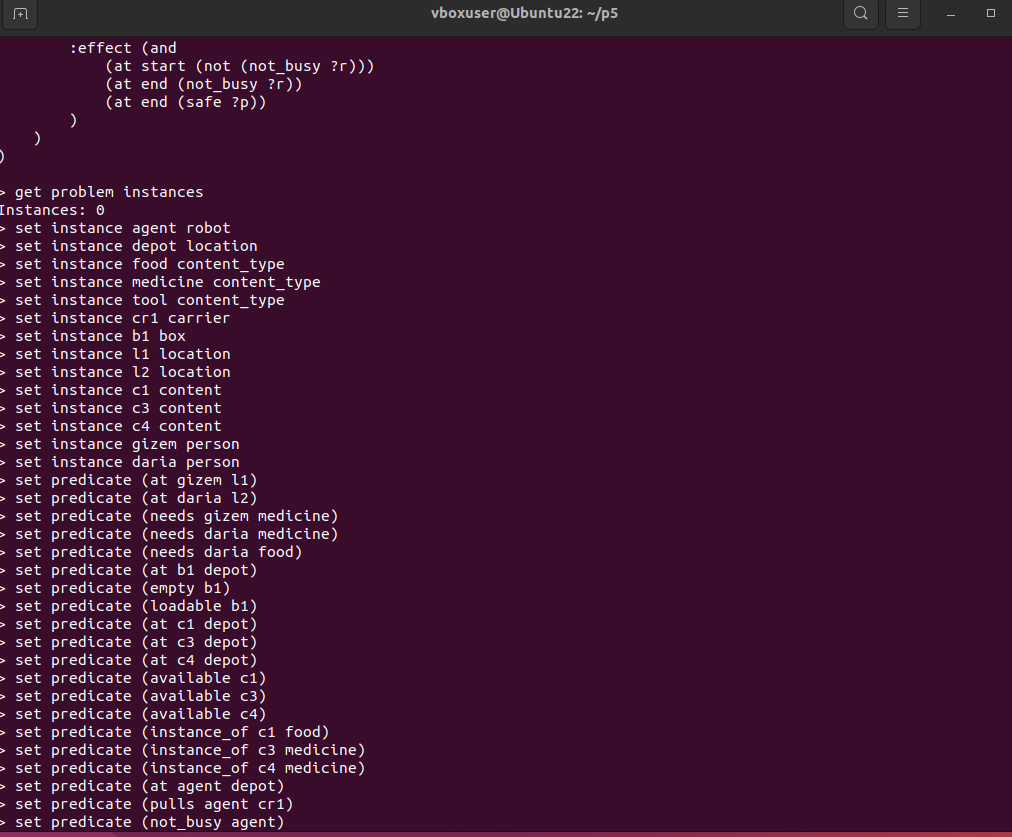 vboxuser@Ubuntu22: ~/p5
:effect (and
(at start (not (not_busy ?r)))
(at end (not_busy ?r))
(at end (safe ?p))
)
)
)
> get problem instances
Instances: 0
> set instance agent robot
> set instance depot location
> set instance food content_type
> set instance medicine content_type
> set instance tool content_type
> set instance cr1 carrier
> set instance b1 box
> set instance l1 location
> set instance l2 location
> set instance c1 content
> set instance c3 content
> set instance c4 content
> set instance gizem person
> set instance daria person
> set predicate (at gizem l1)
> set predicate (at daria l2)
> set predicate (needs gizem medicine)
> set predicate (needs daria medicine)
> set predicate (needs daria food)
> set predicate (at b1 depot)
> set predicate (empty b1)
> set predicate (loadable b1)
> set predicate (at c1 depot)
> set predicate (at c3 depot)
> set predicate (at c4 depot)
> set predicate (available c1)
> set predicate (available c3)
> set predicate (available c4)
> set predicate (instance_of c1 food)
> set predicate (instance_of c3 medicine)
> set predicate (instance_of c4 medicine)
> set predicate (at agent depot)
> set predicate (pulls agent cr1)
> set predicate (not_busy agent)